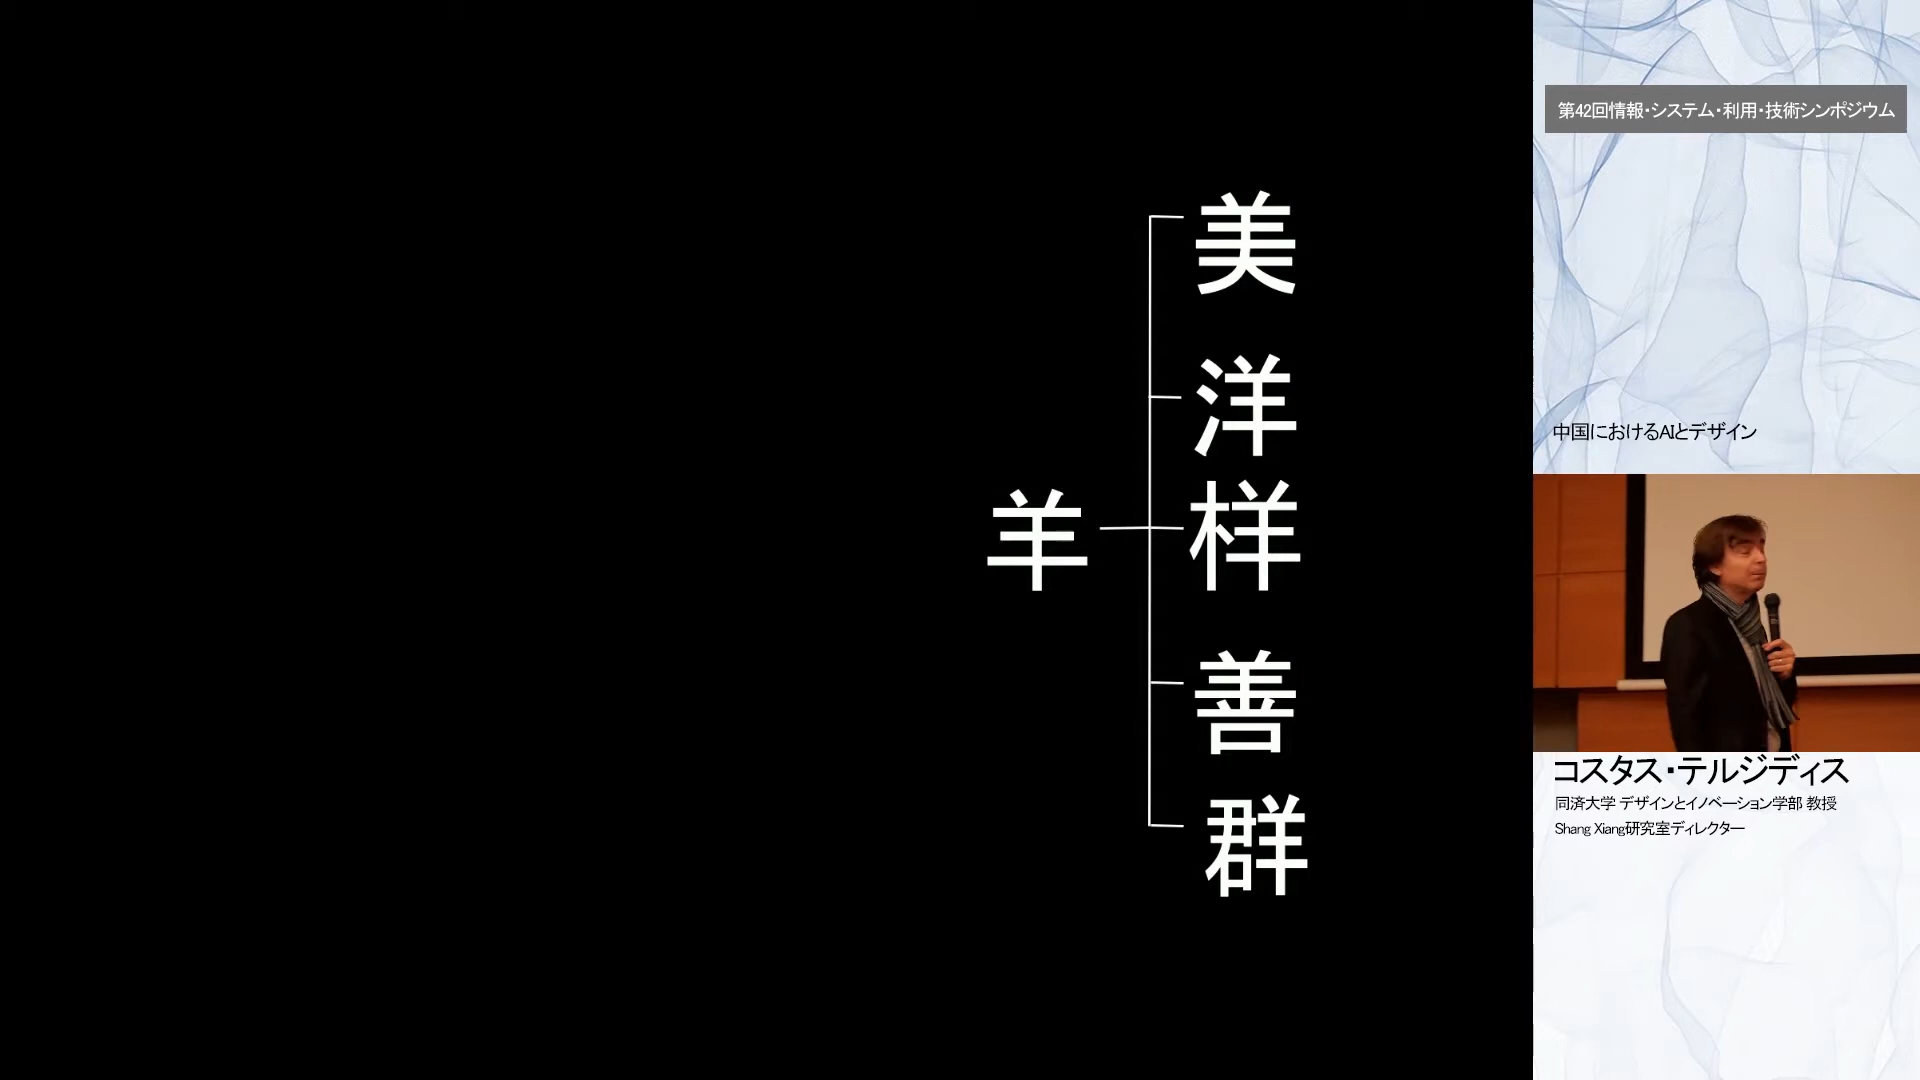 羊
美
洋
样
善
群
第42回情報・システム・利用・技術シンポジウム
中国におけるAIとデザイン
コスタス・テルジディス
同済大学 デザインとイノベーション学部 教授
Shang Xiang研究室ディレクター